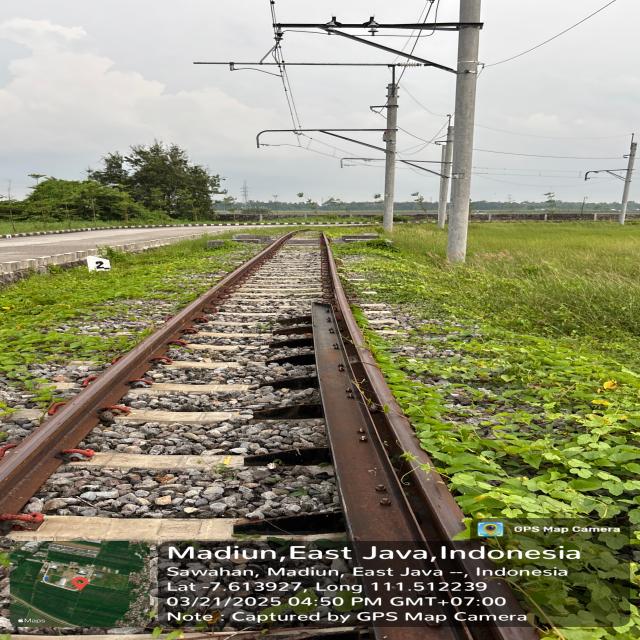 2
GPS Map Camera
Madiun,East Java,Indonesia
Sawahan, Madiun, East Java --, Indonesia
Lat -7.613927, Long 111.512239
03/21/2025 04:50 PM GMT+07:00
Note : Captured by GPS Map Camera
Maps